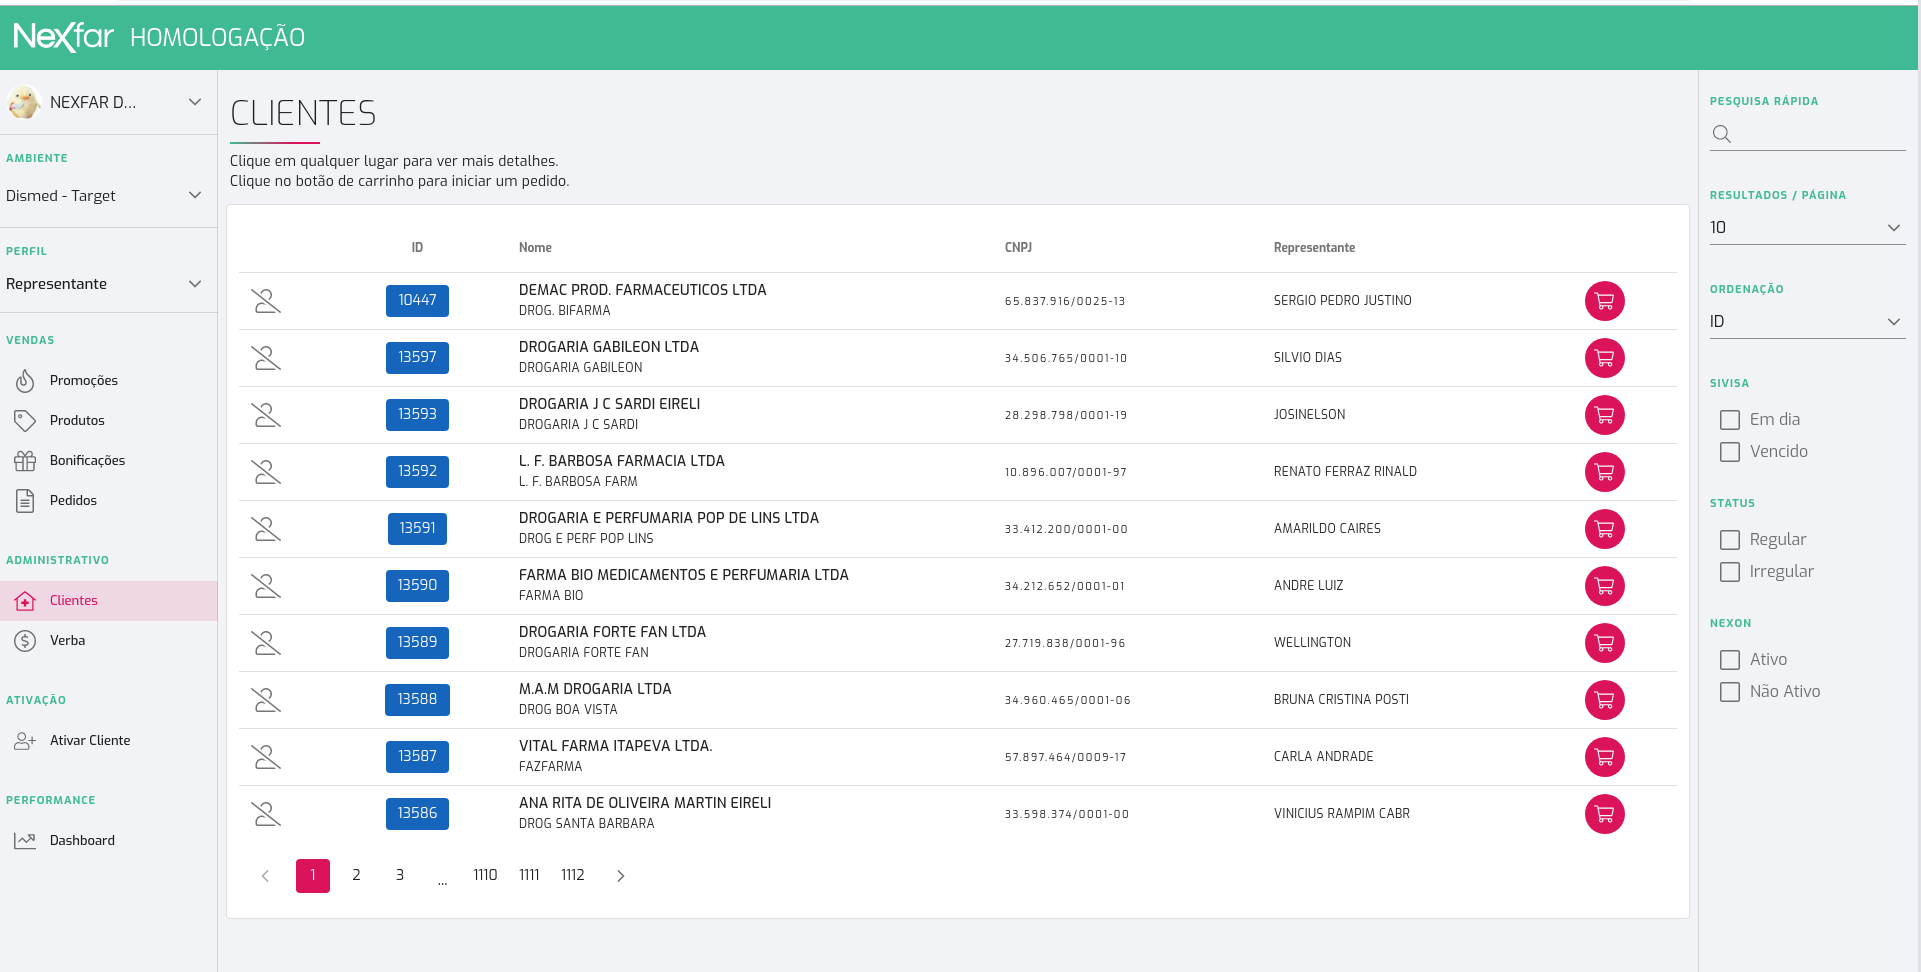 Nexfar HOMOLOGAÇÃO
NEXFAR D...
AMBIENTE
Dismed - Target
PERFIL
Representante
VENDAS
Promoções
Produtos
Bonificações
Pedidos
ADMINISTRATIVO
Clientes
Verba
ATIVAÇÃO
Ativar Cliente
PERFORMANCE
Dashboard
CLIENTES
Clique em qualquer lugar para ver mais detalhes.
Clique no botão de carrinho para iniciar um pedido.
ID Nome CNPJ Representante
10447 DEMAC PROD. FARMACEUTICOS LTDA 65.837.916/0025-13 SERGIO PEDRO JUSTINO
DROG. BIFARMA
13597 DROGARIA GABILEON LTDA 34.506.765/0001-10 SILVIO DIAS
DROGARIA GABILEON
13593 DROGARIA J C SARDI EIRELI 28.298.798/0001-19 JOSINELSON
DROGARIA J C SARDI
13592 L. F. BARBOSA FARMACIA LTDA 10.896.007/0001-97 RENATO FERRAZ RINALD
L. F. BARBOSA FARM
13591 DROGARIA E PERFUMARIA POP DE LINS LTDA 33.412.200/0001-00 AMARILDO CAIRES
DROG E PERF POP LINS
13590 FARMA BIO MEDICAMENTOS E PERFUMARIA LTDA 34.212.652/0001-01 ANDRE LUIZ
FARMA BIO
13589 DROGARIA FORTE FAN LTDA 27.719.838/0001-96 WELLINGTON
DROGARIA FORTE FAN
13588 M.A.M DROGARIA LTDA 34.960.465/0001-06 BRUNA CRISTINA POSTI
DROG BOA VISTA
13587 VITAL FARMA ITAPEVA LTDA. 57.897.464/0009-17 CARLA ANDRADE
FAZFARMA
13586 ANA RITA DE OLIVEIRA MARTIN EIRELI 33.598.374/0001-00 VINICIUS RAMPIM CABR
DROG SANTA BARBARA
1 2 3 ... 1110 1111 1112
PESQUISA RÁPIDA
RESULTADOS / PÁGINA
10
ORDENAÇÃO
ID
SIVISA
Em dia
Vencido
STATUS
Regular
Irregular
NEXON
Ativo
Não Ativo